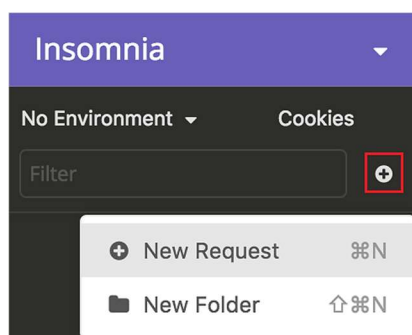 Insomnia
No Environment Cookies
Filter
New Request ⌘N
New Folder ⇧⌘N